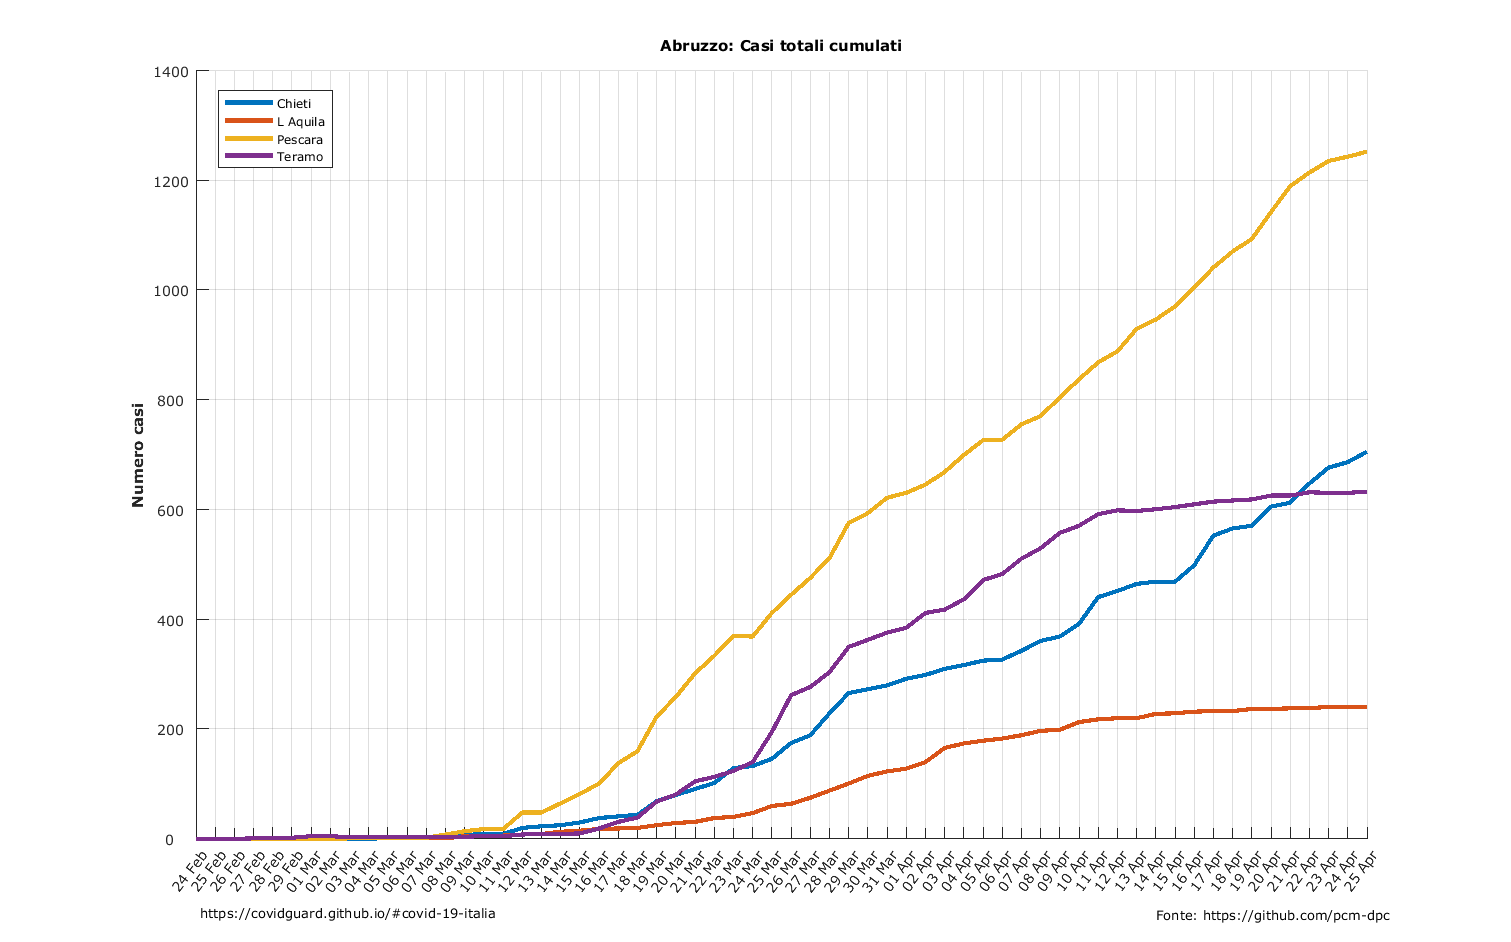 Abruzzo: Casi totali cumulati
1400
1200
1000
800
600
400
200
0
Numero casi
Chieti
L Aquila
Pescara
Teramo
24 Feb
25 Feb
26 Feb
27 Feb
28 Feb
29 Feb
01 Mar
02 Mar
03 Mar
04 Mar
05 Mar
06 Mar
07 Mar
08 Mar
09 Mar
10 Mar
11 Mar
12 Mar
13 Mar
14 Mar
15 Mar
16 Mar
17 Mar
18 Mar
19 Mar
20 Mar
21 Mar
22 Mar
23 Mar
24 Mar
25 Mar
26 Mar
27 Mar
28 Mar
29 Mar
30 Mar
31 Mar
01 Apr
02 Apr
03 Apr
04 Apr
05 Apr
06 Apr
07 Apr
08 Apr
09 Apr
10 Apr
11 Apr
12 Apr
13 Apr
14 Apr
15 Apr
16 Apr
17 Apr
18 Apr
19 Apr
20 Apr
21 Apr
22 Apr
23 Apr
24 Apr
25 Apr
https://covidguard.github.io/#covid-19-italia
Fonte: https://github.com/pcm-dpc